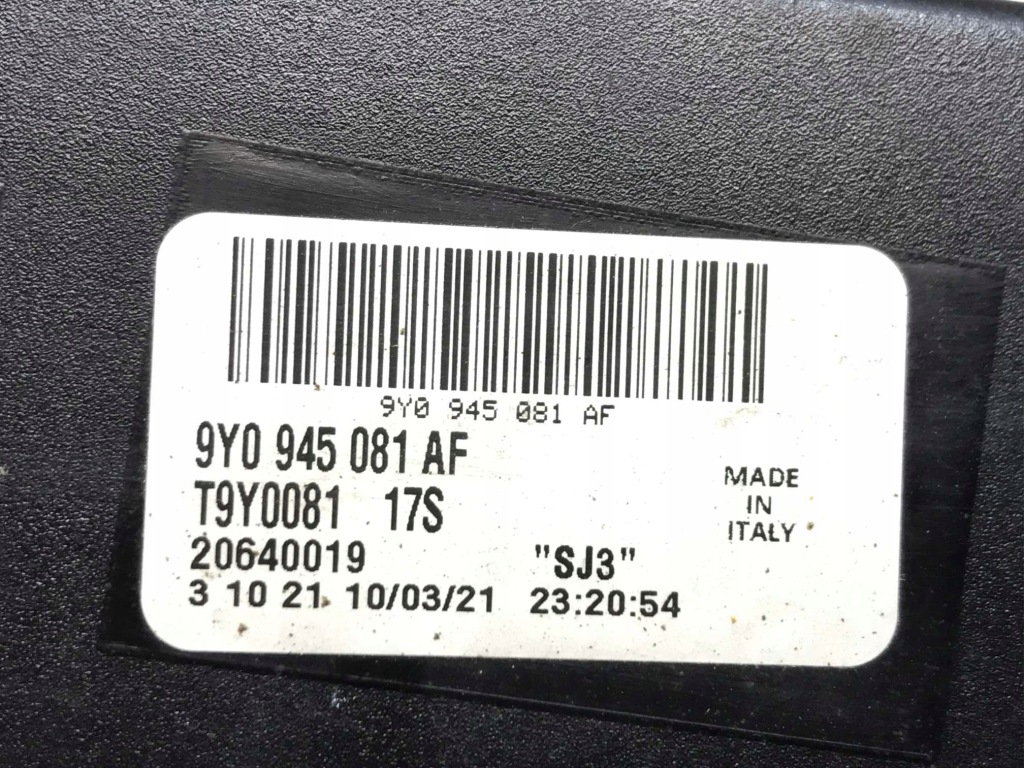 9Y0 945 081 AF
9Y0 945 081 AF
T9Y0081 17S
MADE
IN
ITALY
20640019 "SJ3"
3 10 21 10/03/21 23:20:54